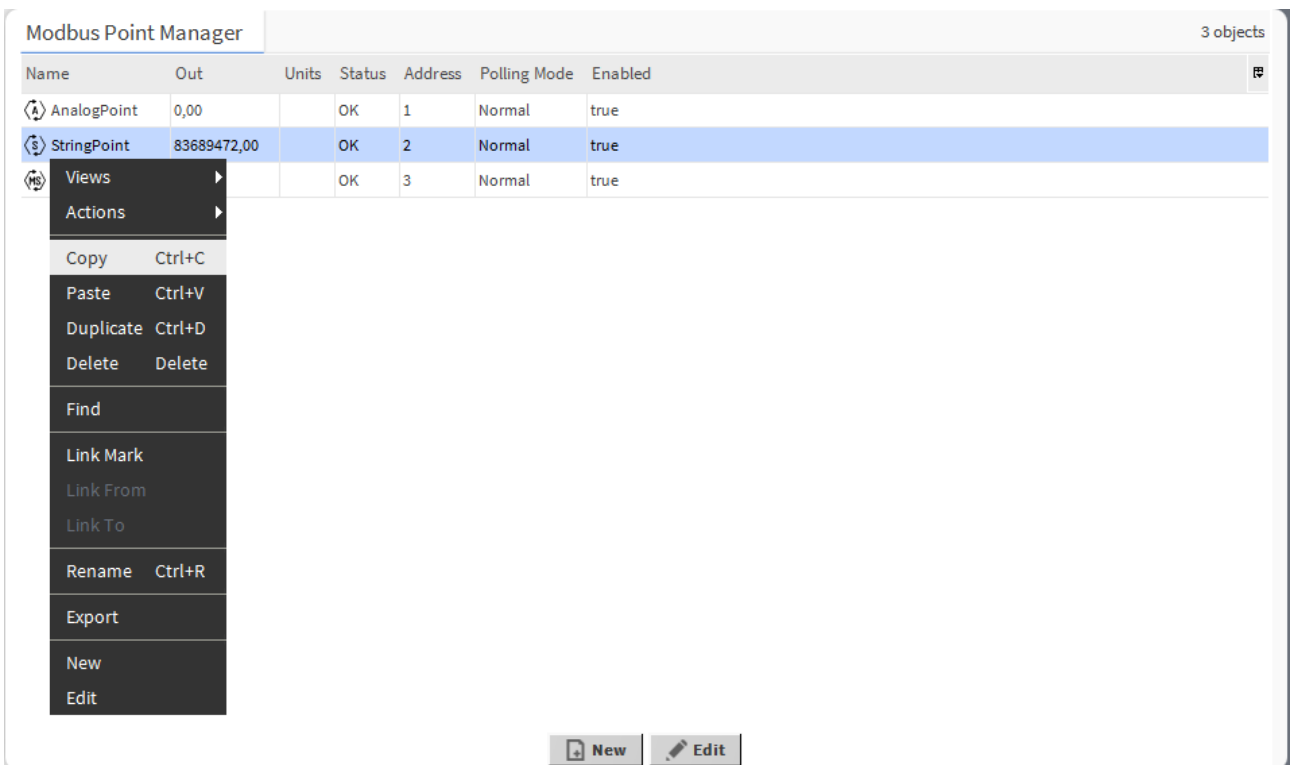 Modbus Point Manager 3 objects
Name Out Units Status Address Polling Mode Enabled
A AnalogPoint 0,00 OK 1 Normal true
S StringPoint 83689472,00 OK 2 Normal true
MS OK 3 Normal true
Views
Actions
Copy Ctrl+C
Paste Ctrl+V
Duplicate Ctrl+D
Delete Delete
Find
Link Mark
Link From
Link To
Rename Ctrl+R
Export
New
Edit
New Edit